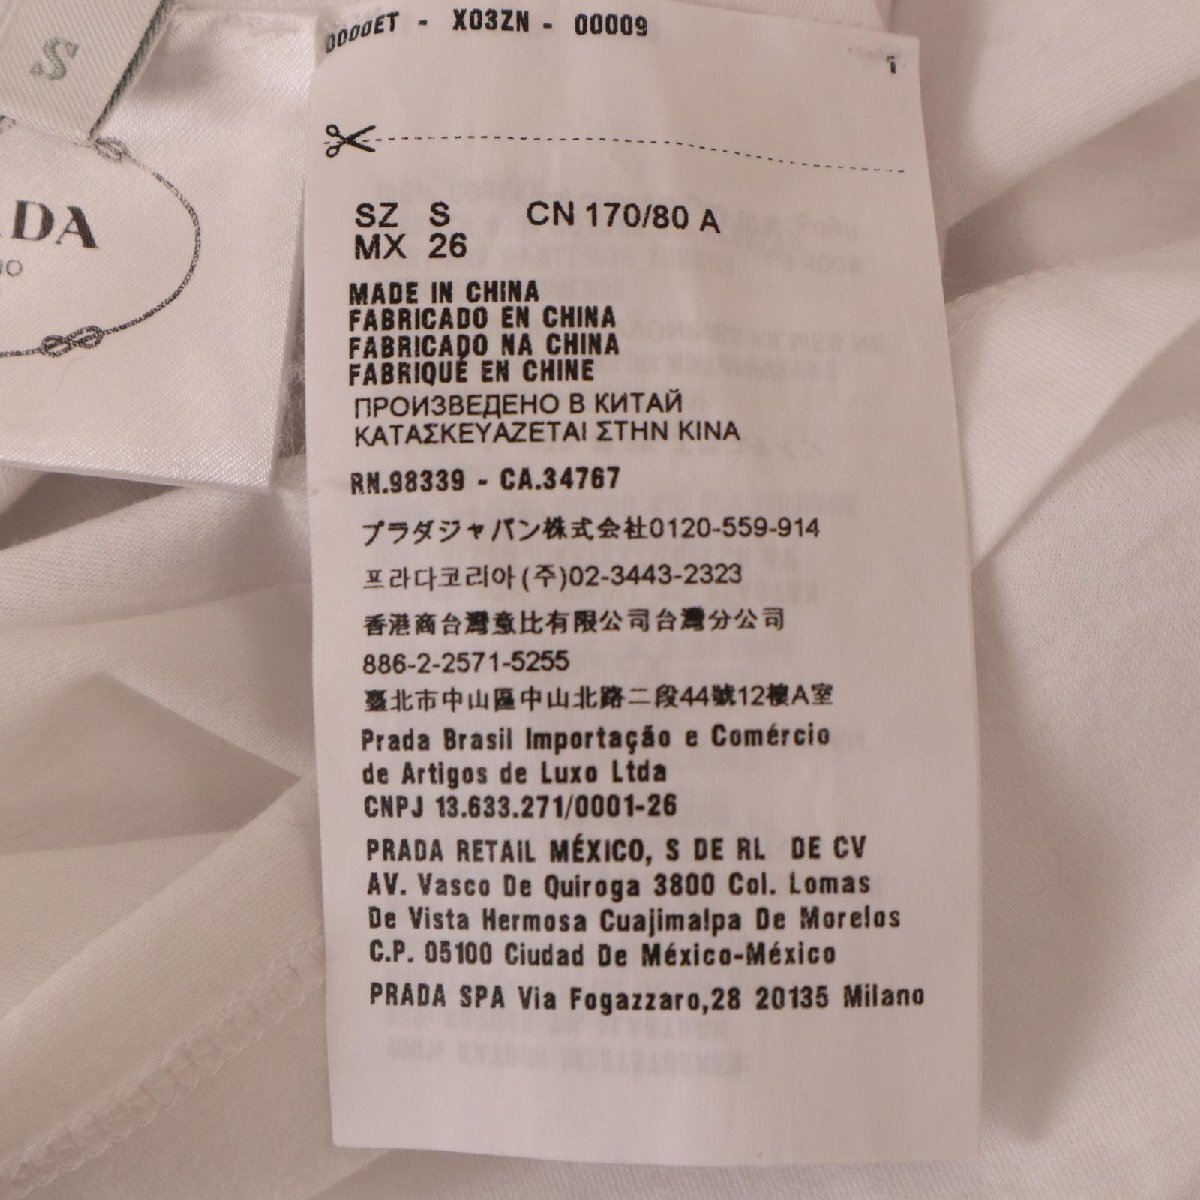 S
0000ET - X03ZN - 00009
1
SZ S CN 170/80 A
MX 26
MADE IN CHINA
FABRICADO EN CHINA
FABRICADO NA CHINA
FABRIQUÉ EN CHINE
ПРОИЗВЕДЕНО В КИТАЙ
ΚΑΤΑΣΚΕΥΑΖΕΤΑΙ ΣΤΗΝ ΚΙΝΑ
RN.98339 - CA.34767
プラダジャパン株式会社0120-559-914
프라다코리아(주)02-3443-2323
香港商台灣意比有限公司台灣分公司
886-2-2571-5255
臺北市中山區中山北路二段44號12樓A室
Prada Brasil Importação e Comércio
de Artigos de Luxo Ltda
CNPJ 13.633.271/0001-26
PRADA RETAIL MÉXICO, S DE RL DE CV
AV. Vasco De Quiroga 3800 Col. Lomas
De Vista Hermosa Cuajimalpa De Morelos
C.P. 05100 Ciudad De México-México
PRADA SPA Via Fogazzaro,28 20135 Milano